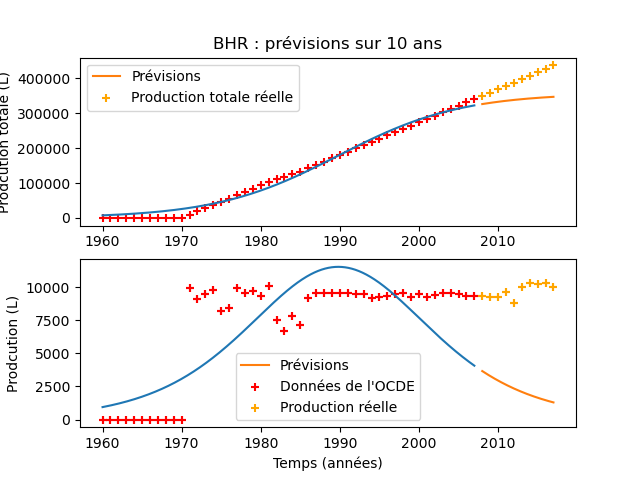 BHR : prévisions sur 10 ans
Prodcution totale (L)
400000
300000
200000
100000
0
Prévisions
Production totale réelle
1960
1970
1980
1990
2000
2010
Prodcution (L)
10000
7500
5000
2500
0
Prévisions
Données de l'OCDE
Production réelle
1960
1970
1980
1990
2000
2010
Temps (années)